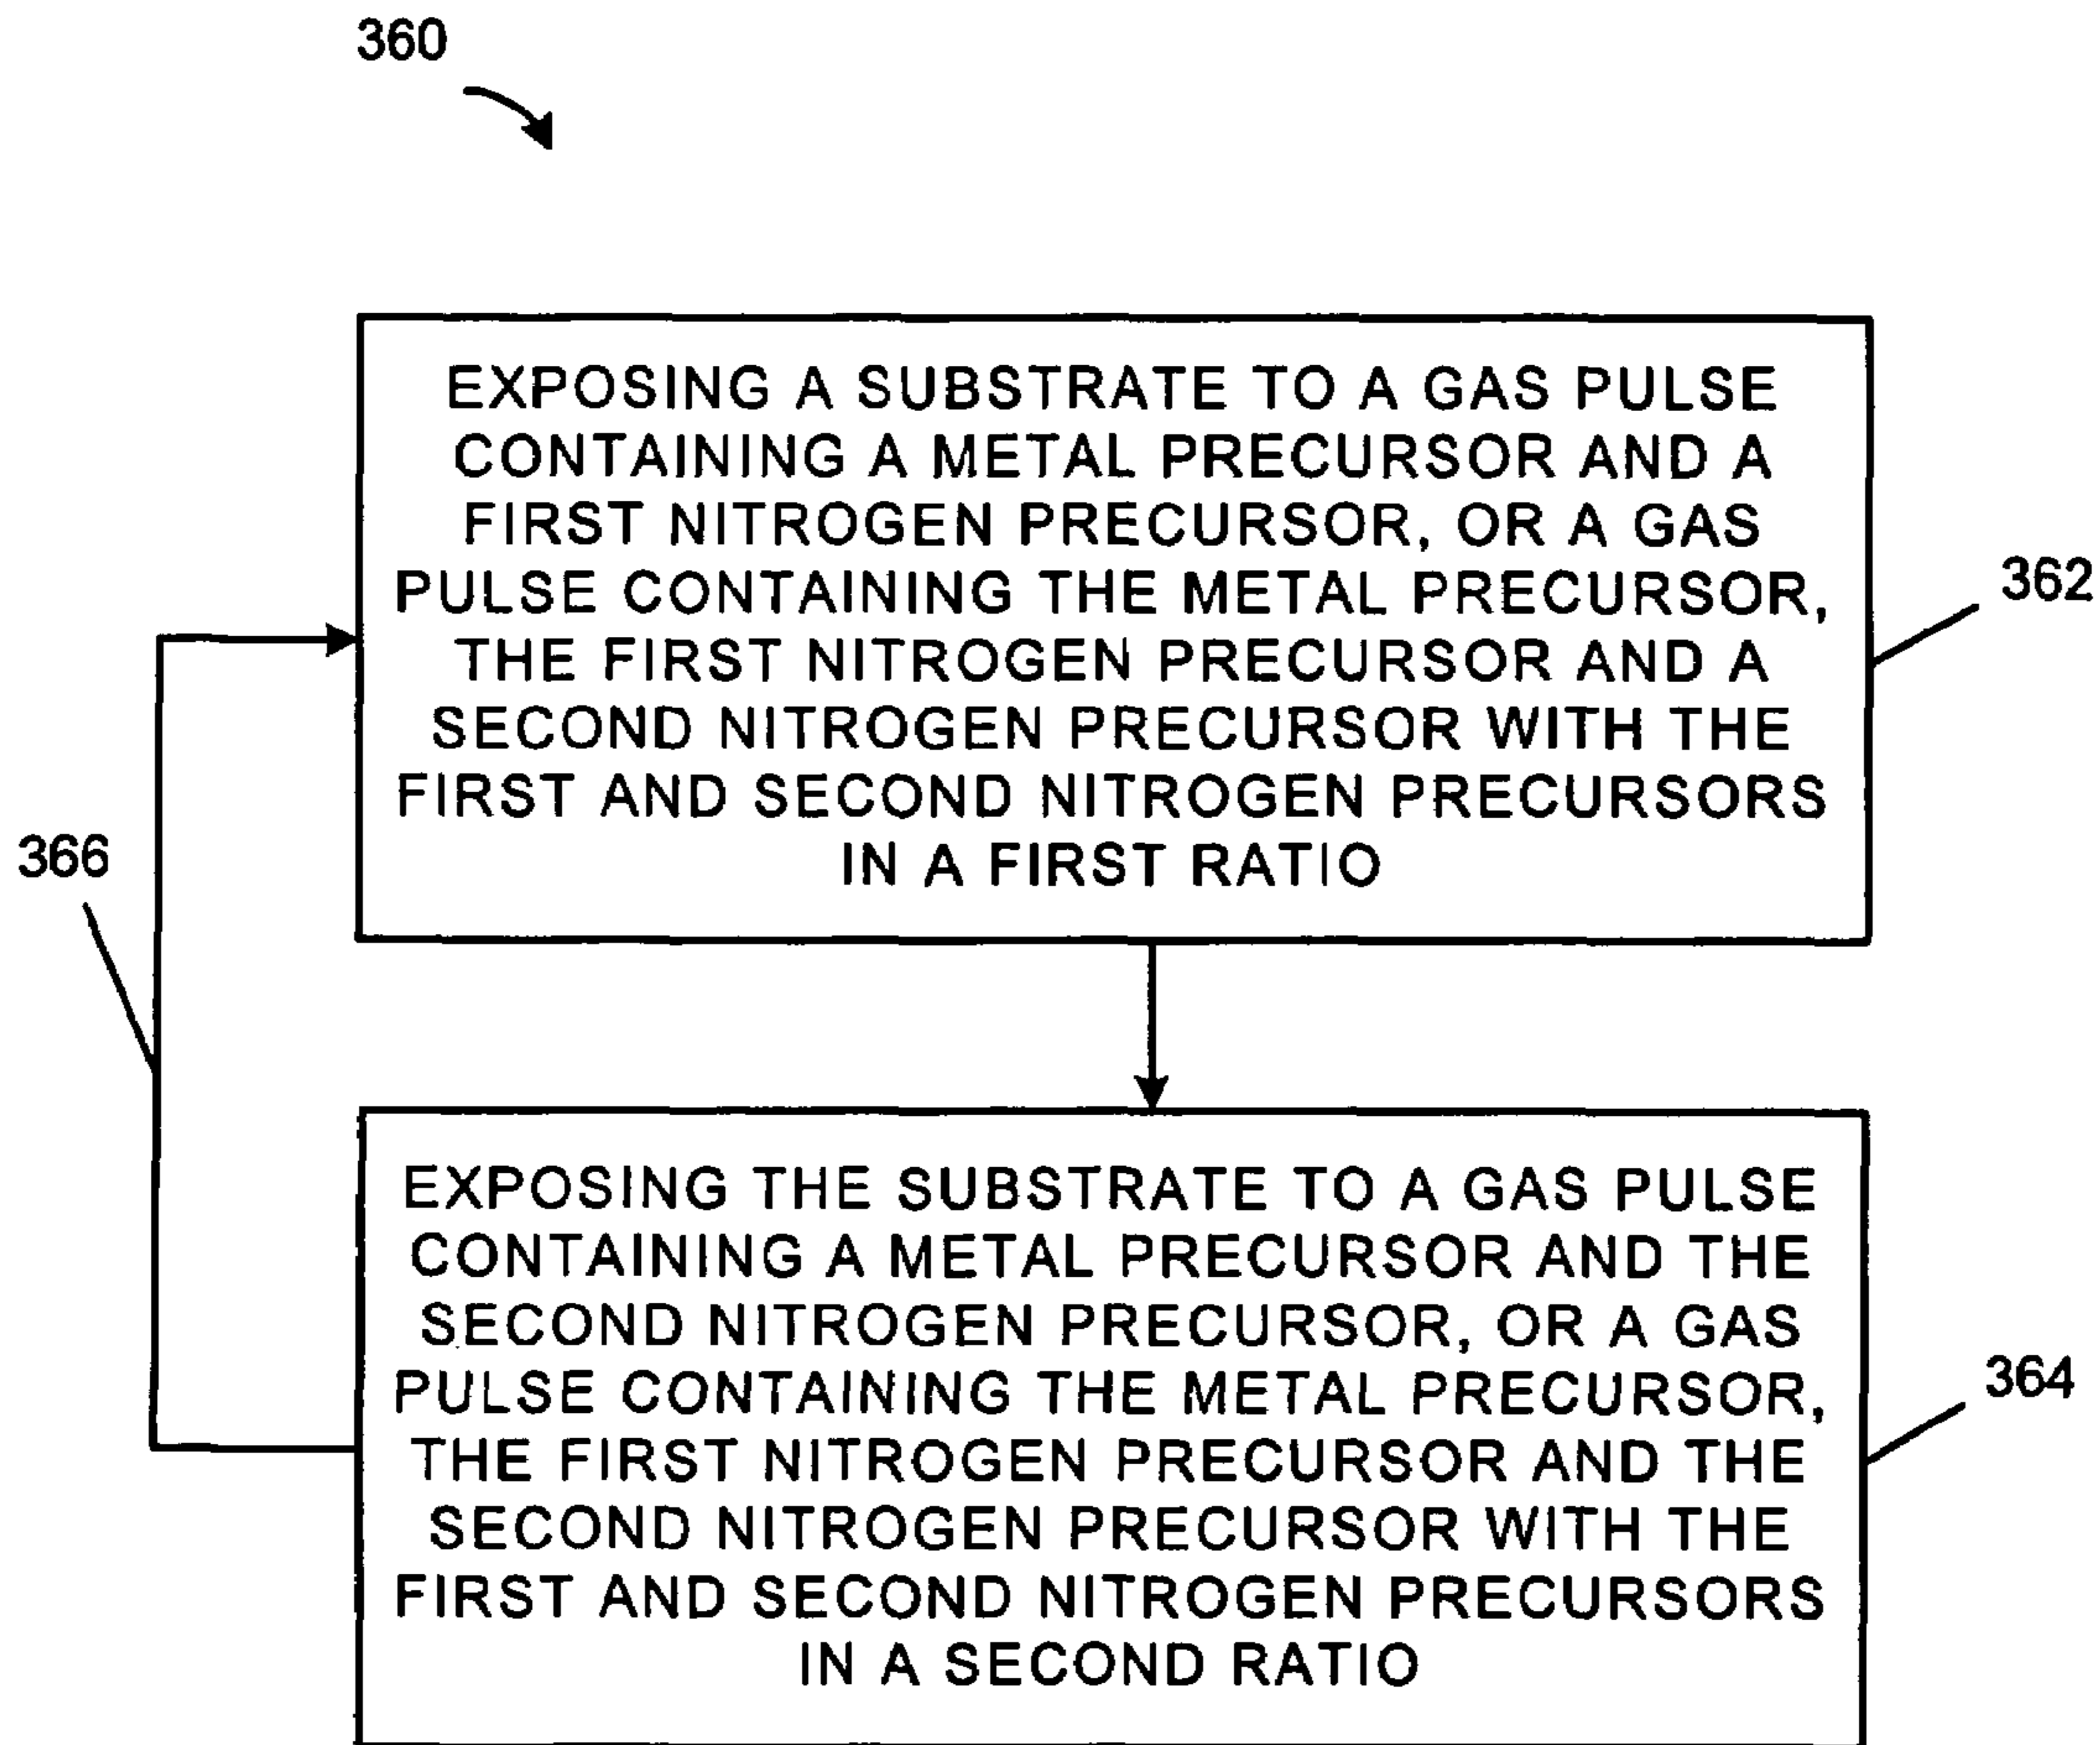 360
EXPOSING A SUBSTRATE TO A GAS PULSE
CONTAINING A METAL PRECURSOR AND A
FIRST NITROGEN PRECURSOR, OR A GAS
PULSE CONTAINING THE METAL PRECURSOR,
THE FIRST NITROGEN PRECURSOR AND A
SECOND NITROGEN PRECURSOR WITH THE
FIRST AND SECOND NITROGEN PRECURSORS
IN A FIRST RATIO
362
366
EXPOSING THE SUBSTRATE TO A GAS PULSE
CONTAINING A METAL PRECURSOR AND THE
SECOND NITROGEN PRECURSOR, OR A GAS
PULSE CONTAINING THE METAL PRECURSOR,
THE FIRST NITROGEN PRECURSOR AND THE
SECOND NITROGEN PRECURSOR WITH THE
FIRST AND SECOND NITROGEN PRECURSORS
IN A SECOND RATIO
364